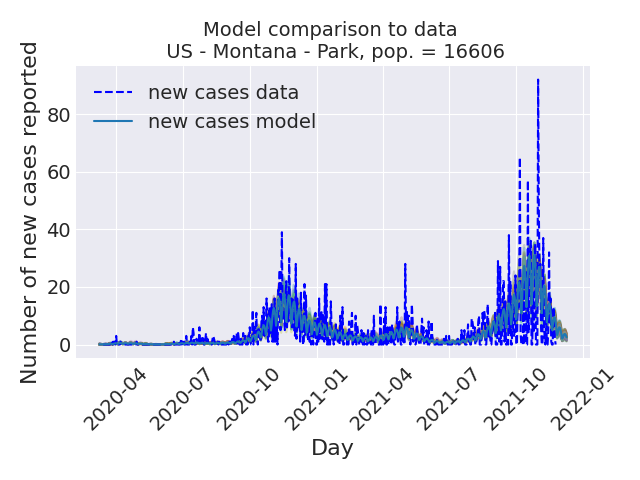 Model comparison to data
US - Montana - Park, pop. = 16606
new cases data
new cases model
Number of new cases reported
80
60
40
20
0
2020-04
2020-07
2020-10
2021-01
2021-04
2021-07
2021-10
2022-01
Day